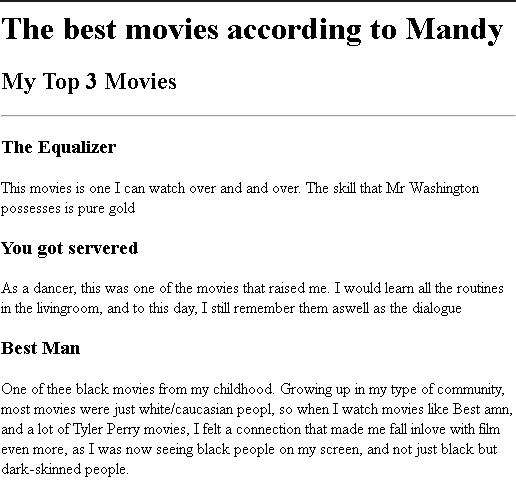 The best movies according to Mandy
My Top 3 Movies
The Equalizer
This movies is one I can watch over and and over. The skill that Mr Washington
possesses is pure gold
You got servered
As a dancer, this was one of the movies that raised me. I would learn all the routines
in the livingroom, and to this day, I still remember them aswell as the dialogue
Best Man
One of thee black movies from my childhood. Growing up in my type of community,
most movies were just white/caucasian peopl, so when I watch movies like Best amn,
and a lot of Tyler Perry movies, I felt a connection that made me fall inlove with film
even more, as I was now seeing black people on my screen, and not just black but
dark-skinned people.